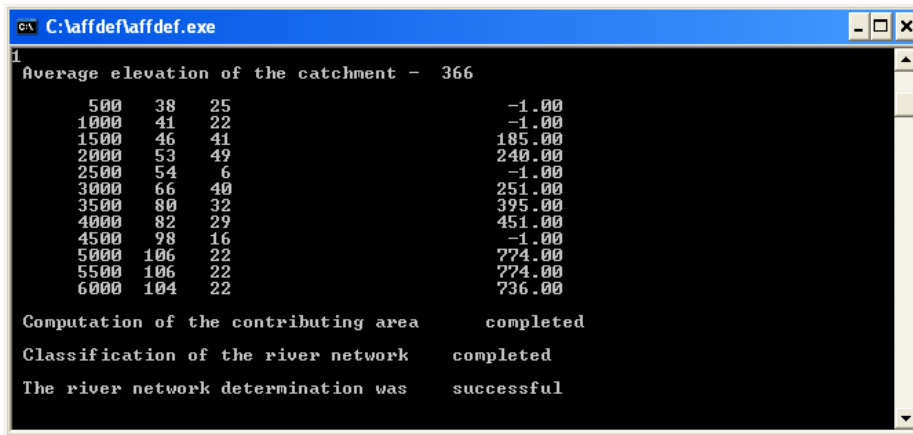 C:\affdef\affdef.exe
1
Average elevation of the catchment - 366
500 38 25 -1.00
1000 41 22 -1.00
1500 46 41 185.00
2000 53 49 240.00
2500 54 6 -1.00
3000 66 40 251.00
3500 80 32 395.00
4000 82 29 451.00
4500 98 16 -1.00
5000 106 22 774.00
5500 106 22 774.00
6000 104 22 736.00
Computation of the contributing area completed
Classification of the river network completed
The river network determination was successful